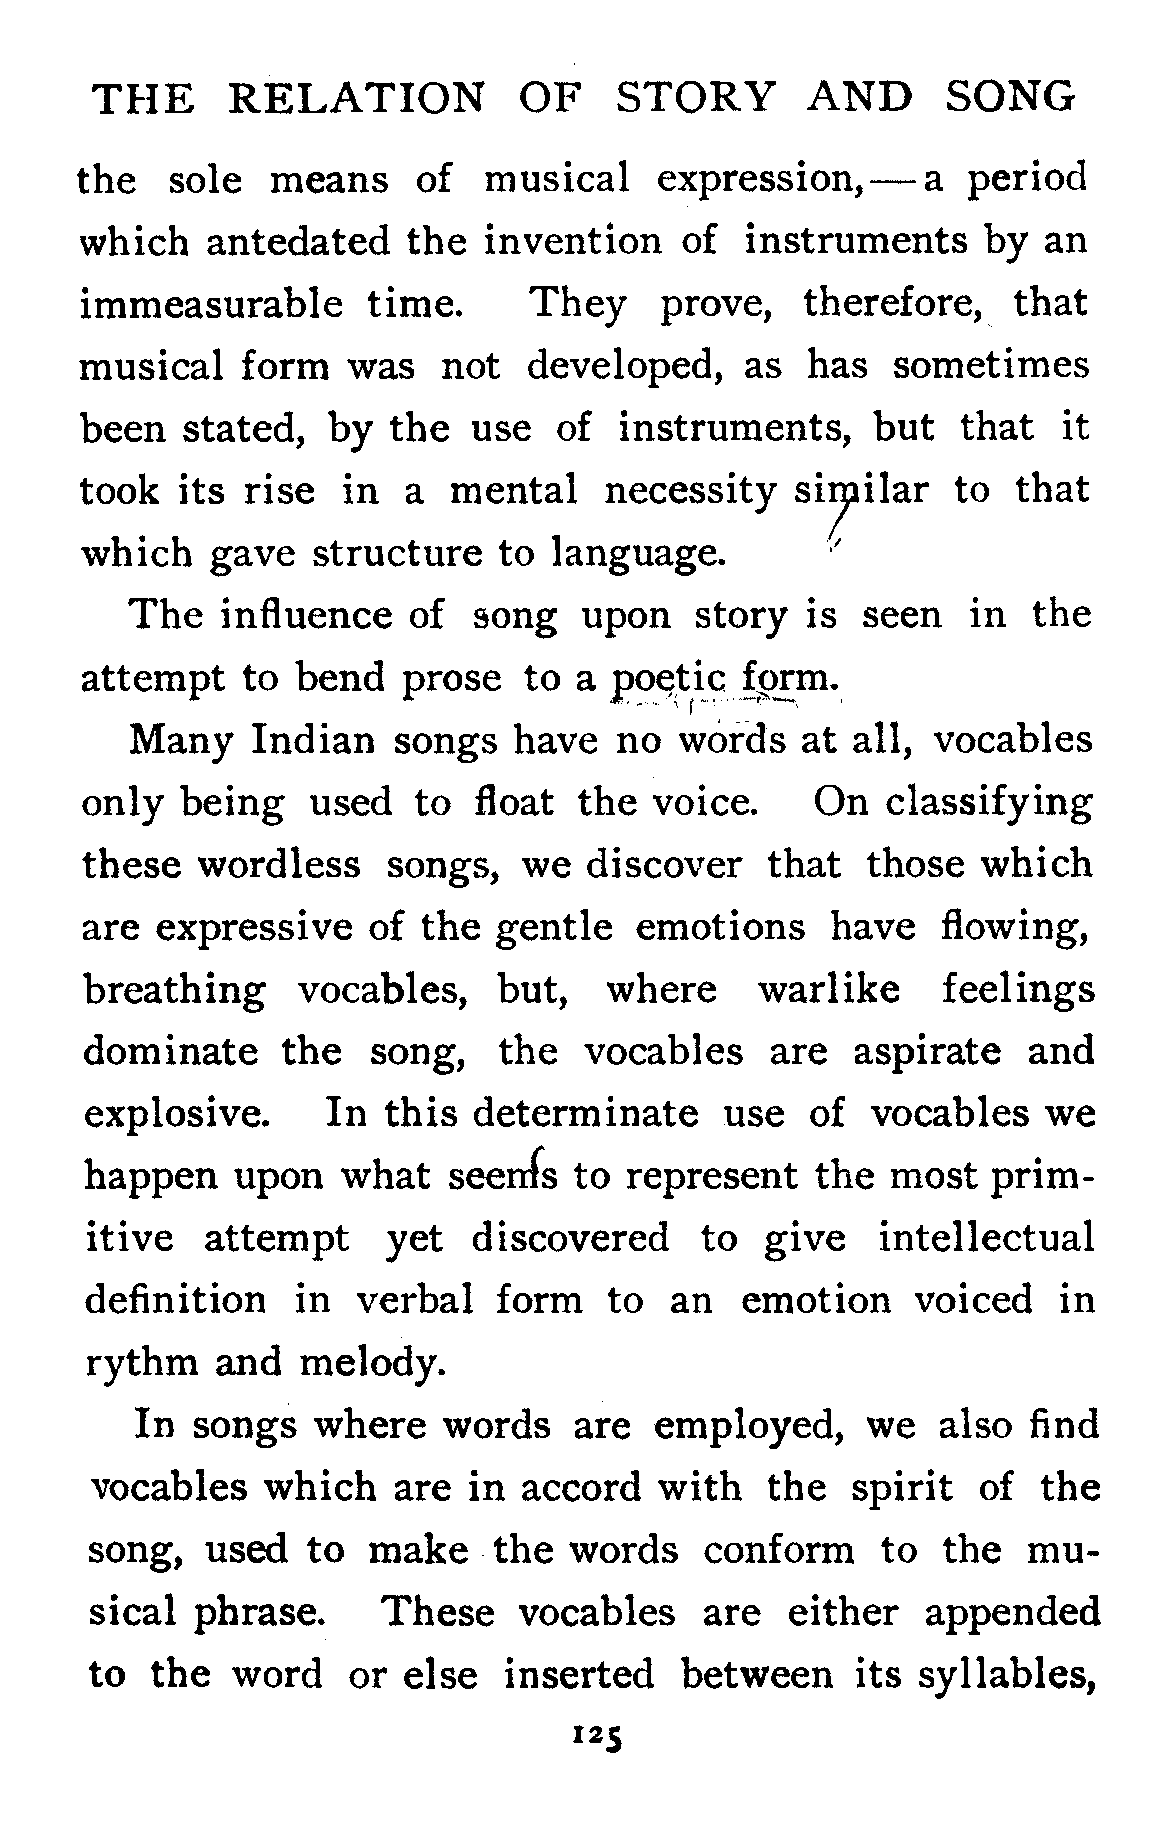 THE RELATION OF STORY AND SONG
the sole means of musical expression,— a period
which antedated the invention of instruments by an
immeasurable time. They prove, therefore, that
musical form was not developed, as has sometimes
been stated, by the use of instruments, but that it
took its rise in a mental necessity similar to that
which gave structure to language.
The influence of song upon story is seen in the
attempt to bend prose to a poetic form.
Many Indian songs have no words at all, vocables
only being used to float the voice. On classifying
these wordless songs, we discover that those which
are expressive of the gentle emotions have flowing,
breathing vocables, but, where warlike feelings
dominate the song, the vocables are aspirate and
explosive. In this determinate use of vocables we
happen upon what seems to represent the most prim-
itive attempt yet discovered to give intellectual
definition in verbal form to an emotion voiced in
rythm and melody.
In songs where words are employed, we also find
vocables which are in accord with the spirit of the
song, used to make the words conform to the mu-
sical phrase. These vocables are either appended
to the word or else inserted between its syllables,
125